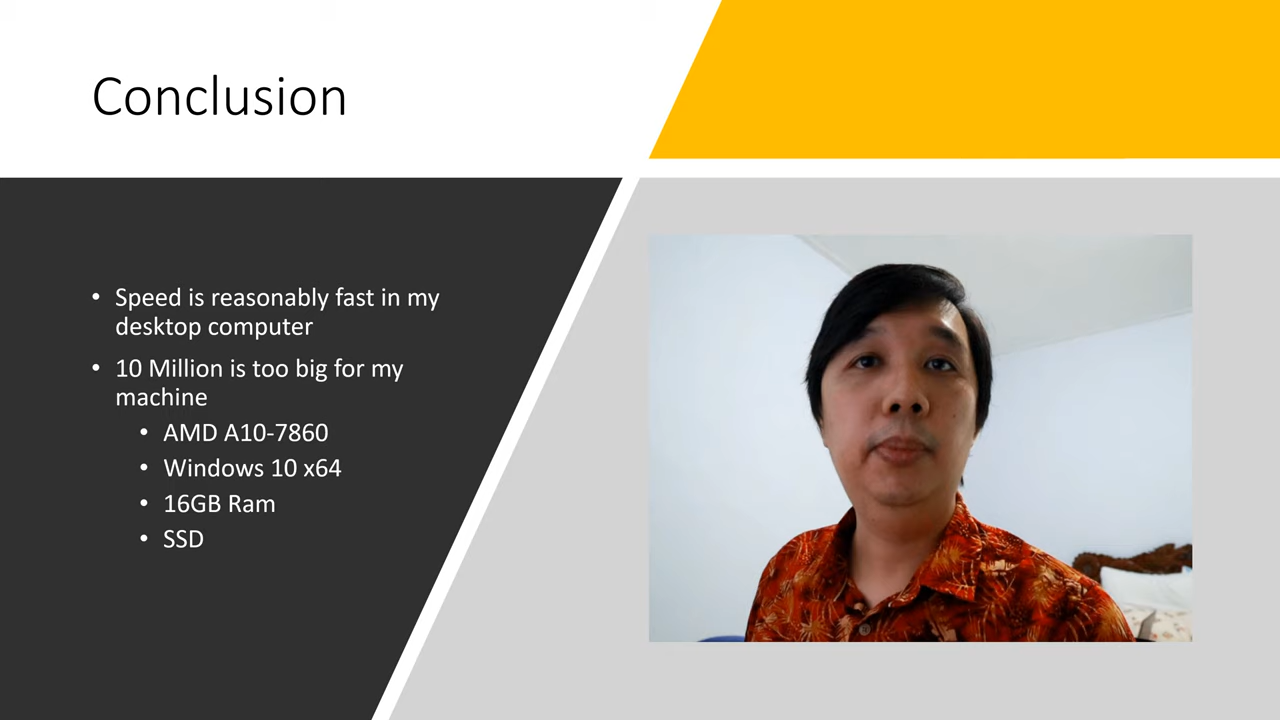 Conclusion
• Speed is reasonably fast in my
desktop computer
• 10 Million is too big for my
machine
• AMD A10-7860
• Windows 10 x64
• 16GB Ram
• SSD